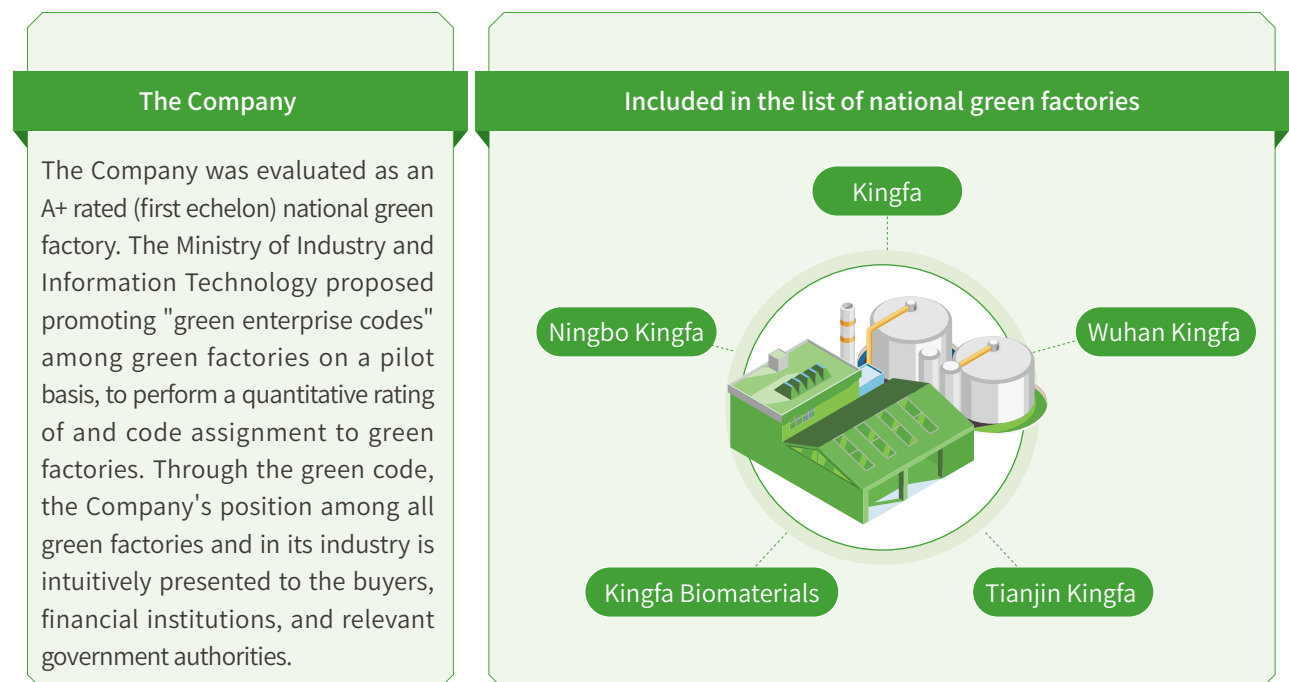 The Company
The Company was evaluated as an
A+ rated (first echelon) national green
factory. The Ministry of Industry and
Information Technology proposed
promoting "green enterprise codes"
among green factories on a pilot
basis, to perform a quantitative rating
of and code assignment to green
factories. Through the green code,
the Company's position among all
green factories and in its industry is
intuitively presented to the buyers,
financial institutions, and relevant
government authorities.
Included in the list of national green factories
Kingfa
Ningbo Kingfa
Wuhan Kingfa
Kingfa Biomaterials
Tianjin Kingfa